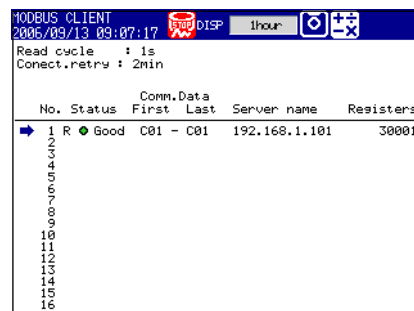 MODBUS CLIENT
2006/09/13 09:07:17 STOP DISP 1hour
Read cycle : 1s
Conect.retry : 2min
Comm.Data
No. Status First Last Server name Registers
1 R Good C01 - C01 192.168.1.101 30001
2
3
4
5
6
7
8
9
10
11
12
13
14
15
16